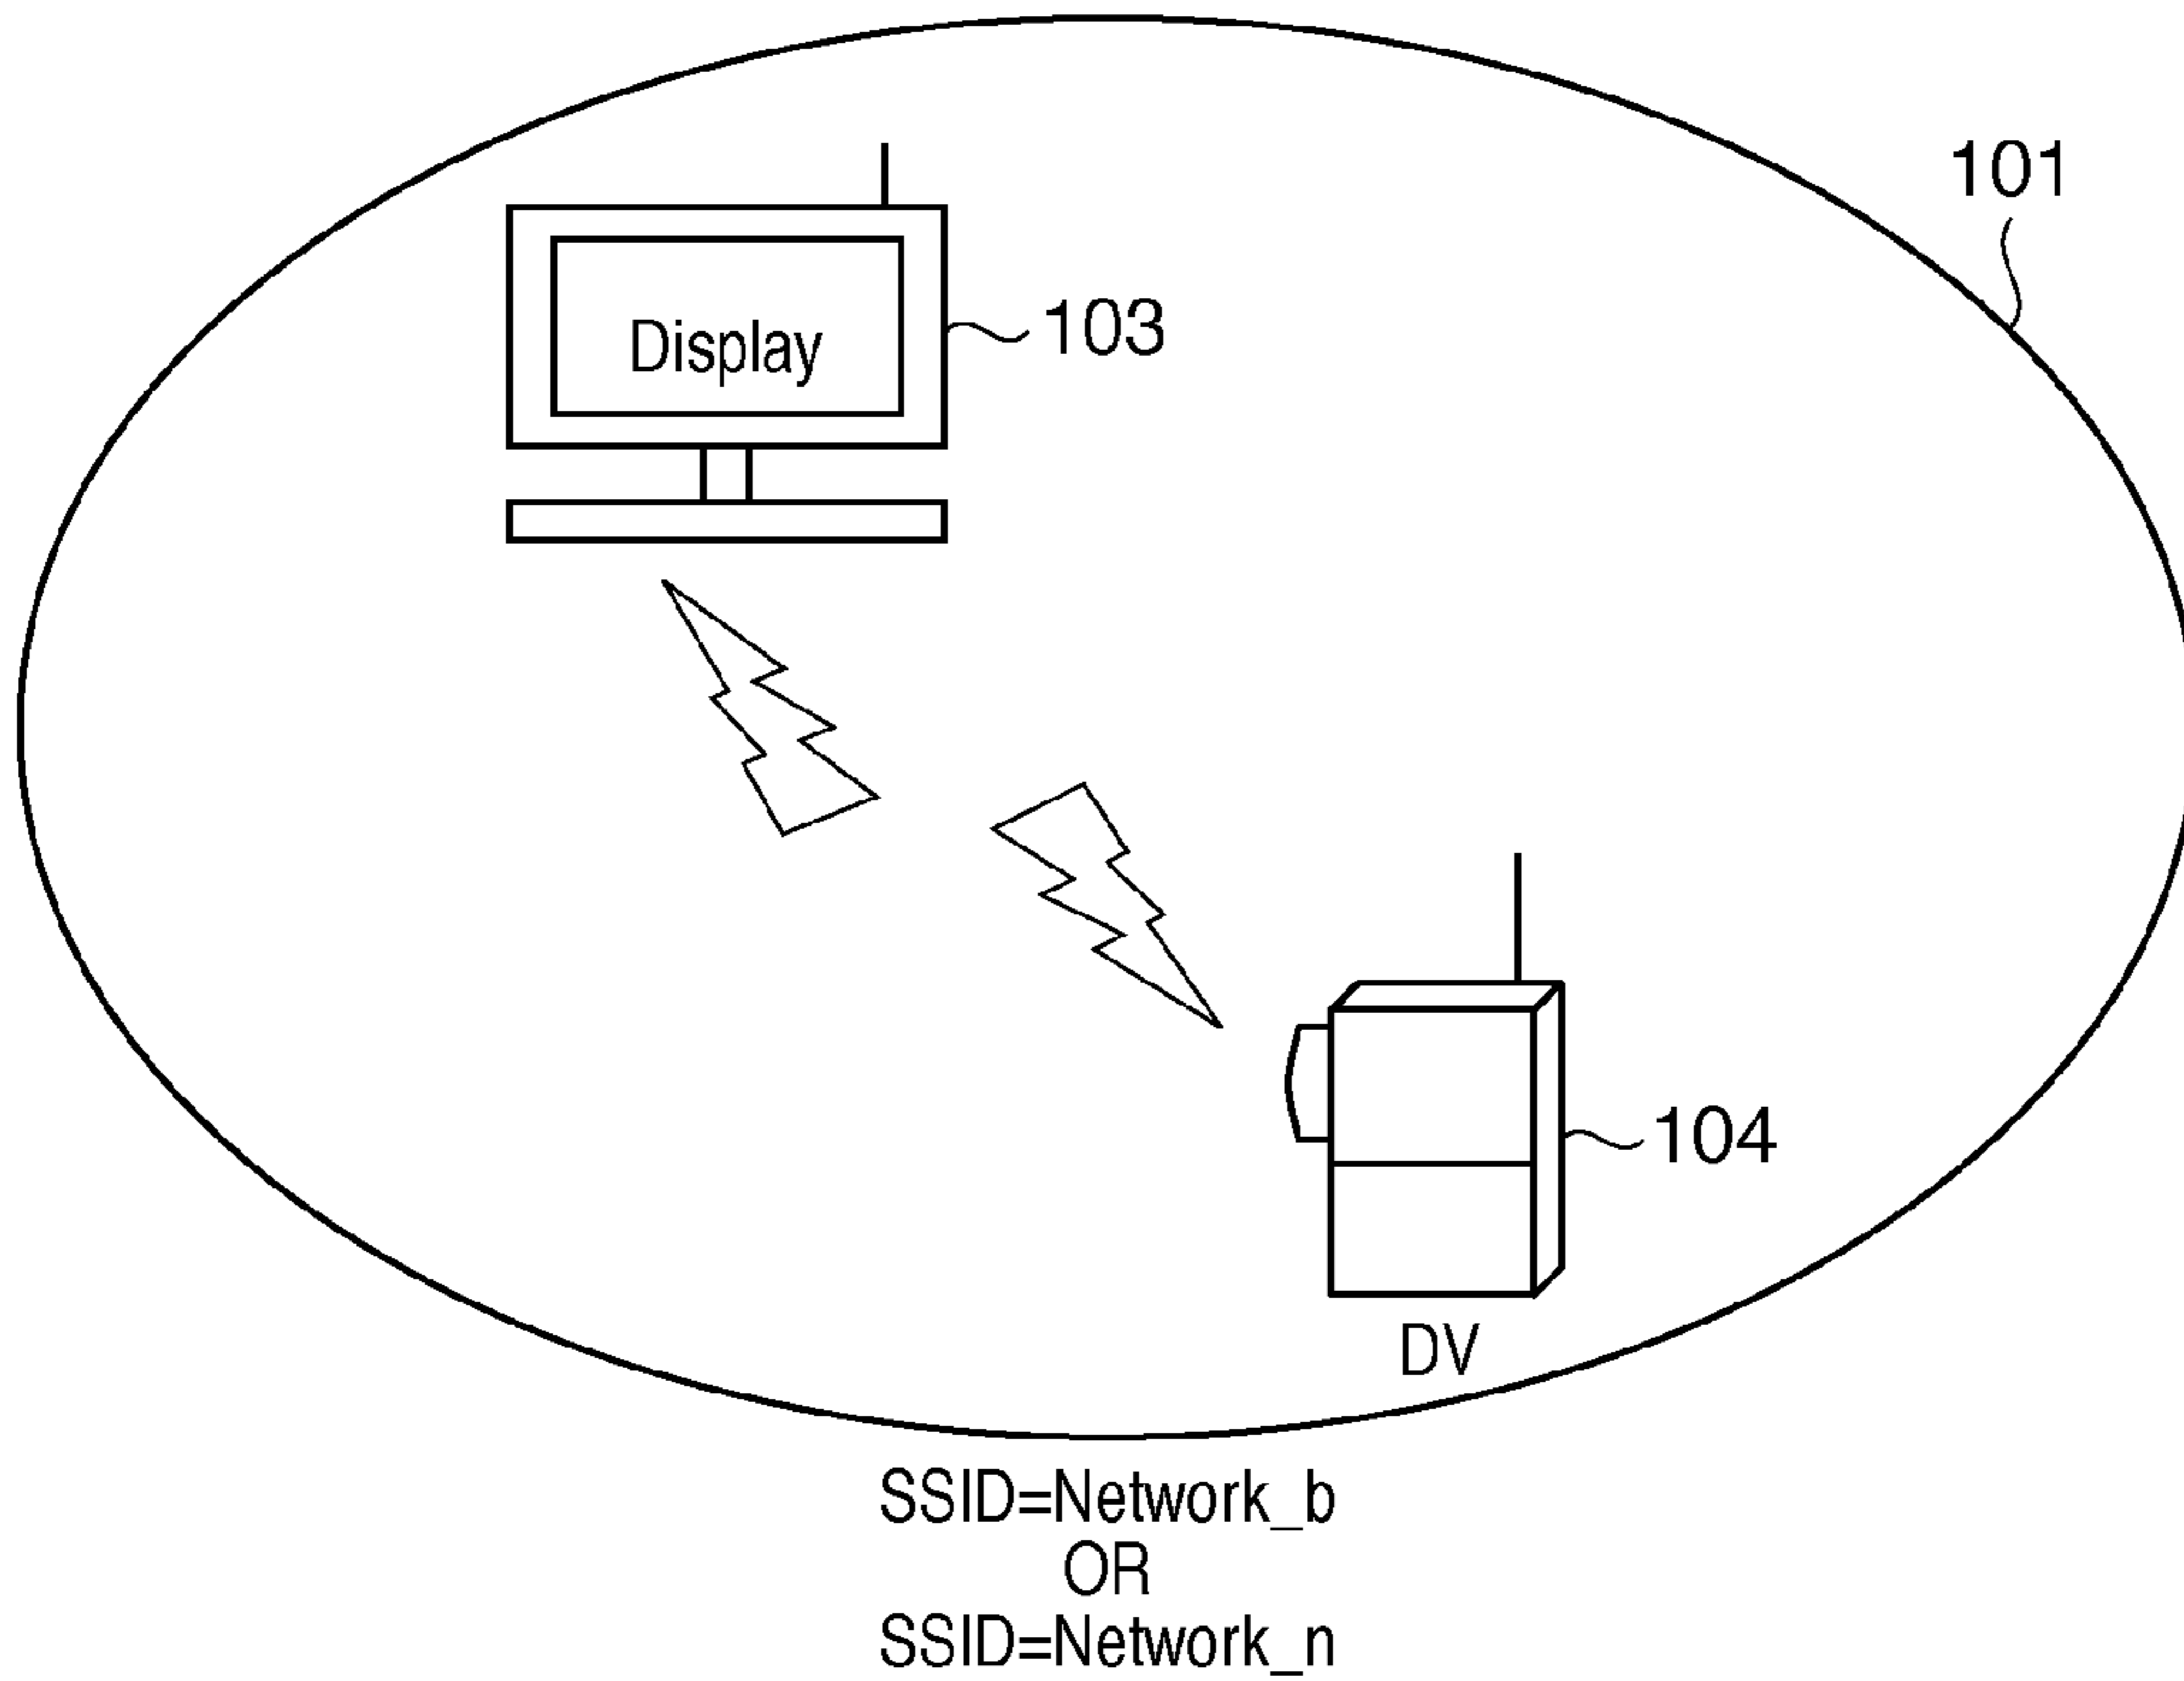 101
Display
103
104
DV
SSID=Network_b
OR
SSID=Network_n